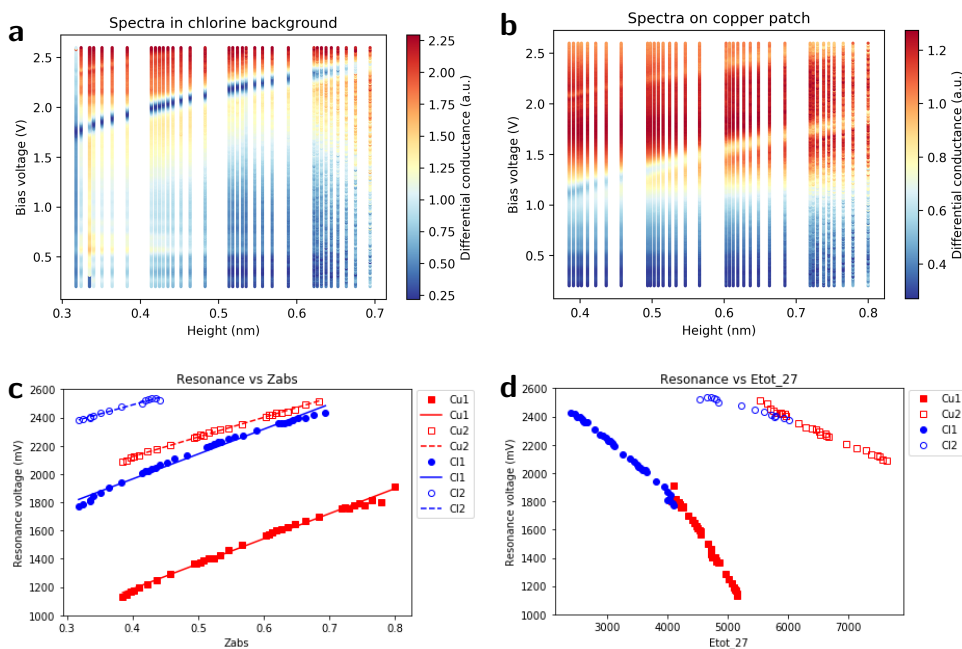 a
Spectra in chlorine background
2.5
2.0
1.5
1.0
0.5
Bias voltage (V)
0.3 0.4 0.5 0.6 0.7
Height (nm)
2.25
2.00
1.75
1.50
1.25
1.00
0.75
0.50
0.25
Differential conductance (a.u.)
b
Spectra on copper patch
2.5
2.0
1.5
1.0
0.5
Bias voltage (V)
0.4 0.5 0.6 0.7 0.8
Height (nm)
1.2
1.0
0.8
0.6
0.4
Differential conductance (a.u.)
c
Resonance vs Zabs
2600
2400
2200
2000
1800
1600
1400
1200
1000
Resonance voltage (mV)
0.3 0.4 0.5 0.6 0.7 0.8
Zabs
Cu1
Cu1
Cu2
Cu2
Cl1
Cl1
Cl2
Cl2
d
Resonance vs Etot_27
2600
2400
2200
2000
1800
1600
1400
1200
1000
Resonance voltage (mV)
3000 4000 5000 6000 7000
Etot_27
Cu1
Cu2
Cl1
Cl2